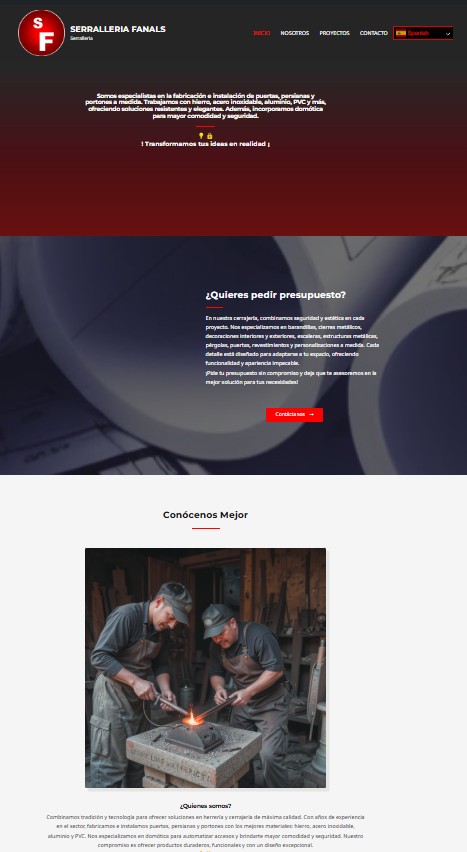 SF
SERRALLERIA FANALS
Serralleria
INICIO NOSOTROS PROYECTOS CONTACTO Spanish
Somos especialistas en la fabricación e instalación de puertas, persianas y
portones a medida. Trabajamos con hierro, acero inoxidable, aluminio, PVC y más,
ofreciendo soluciones resistentes y elegantes. Además, incorporamos domótica
para mayor comodidad y seguridad.
! Transformamos tus ideas en realidad ¡
¿Quieres pedir presupuesto?
En nuestra cerrajería, combinamos seguridad y estética en cada
proyecto. Nos especializamos en barandillas, cierres metálicos,
decoraciones interiores y exteriores, escaleras, estructuras metálicas,
pérgolas, puertas, revestimientos y personalizaciones a medida. Cada
detalle está diseñado para adaptarse a tu espacio, ofreciendo
funcionalidad y apariencia impecable.
¡Pide tu presupuesto sin compromiso y deja que te asesoremos en la
mejor solución para tus necesidades!
Contáctanos →
Conócenos Mejor
¿Quienes somos?
Combinamos tradición y tecnología para ofrecer soluciones en herrería y cerrajería de máxima calidad. Con años de experiencia
en el sector, fabricamos e instalamos puertas, persianas y portones con los mejores materiales: hierro, acero inoxidable,
aluminio y PVC. Nos especializamos en domótica para automatizar accesos y brindarte mayor comodidad y seguridad. Nuestro
compromiso es ofrecer productos duraderos, funcionales y con un diseño excepcional.